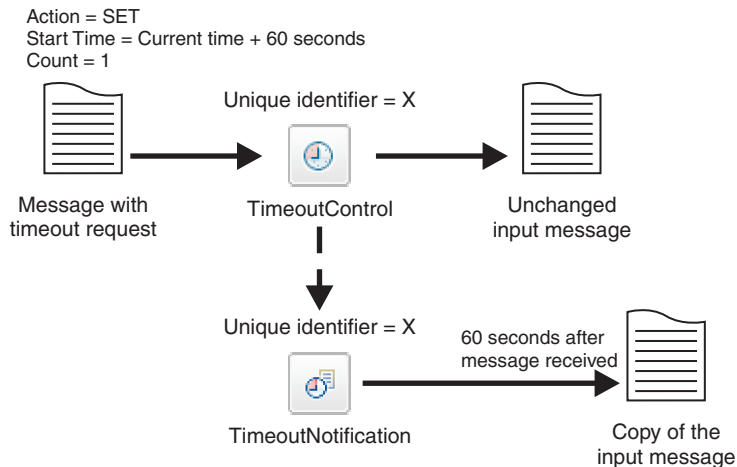 Action = SET
Start Time = Current time + 60 seconds
Count = 1
Unique identifier = X
Message with
timeout request
TimeoutControl
Unchanged
input message
Unique identifier = X
60 seconds after
message received
TimeoutNotification
Copy of the
input message